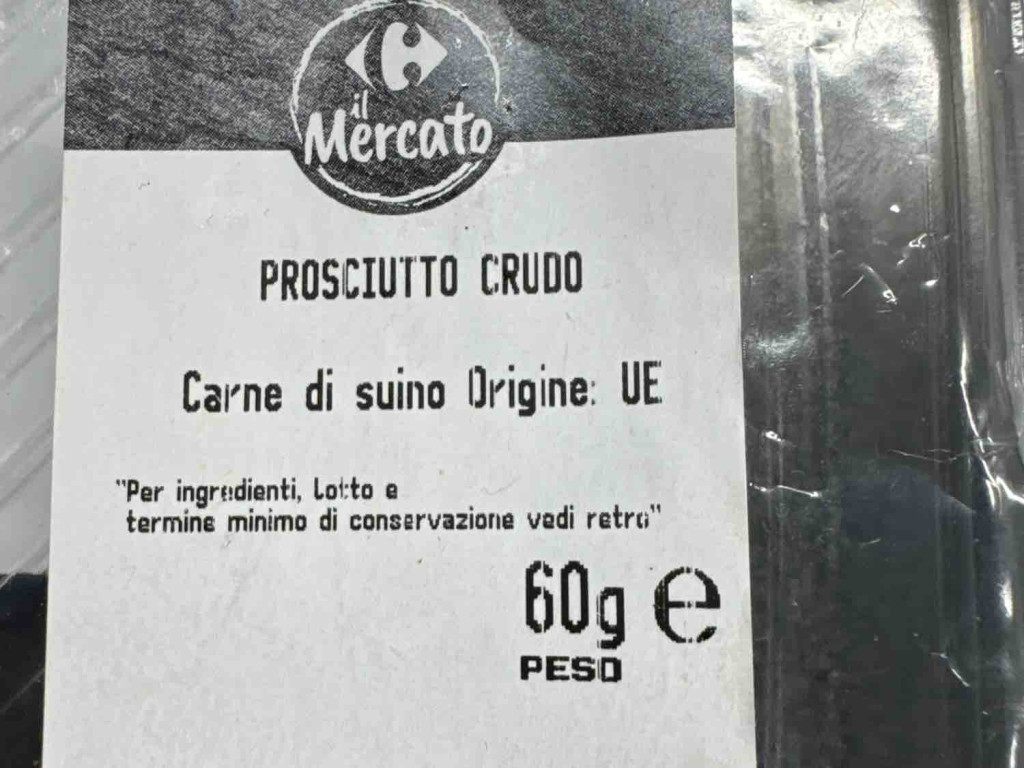 il
Mercato
PROSCIUTTO CRUDO
Carne di suino Origine: UE
"Per ingredienti, Lotto e
termine minimo di conservazione vedi retro"
60g e
PESO